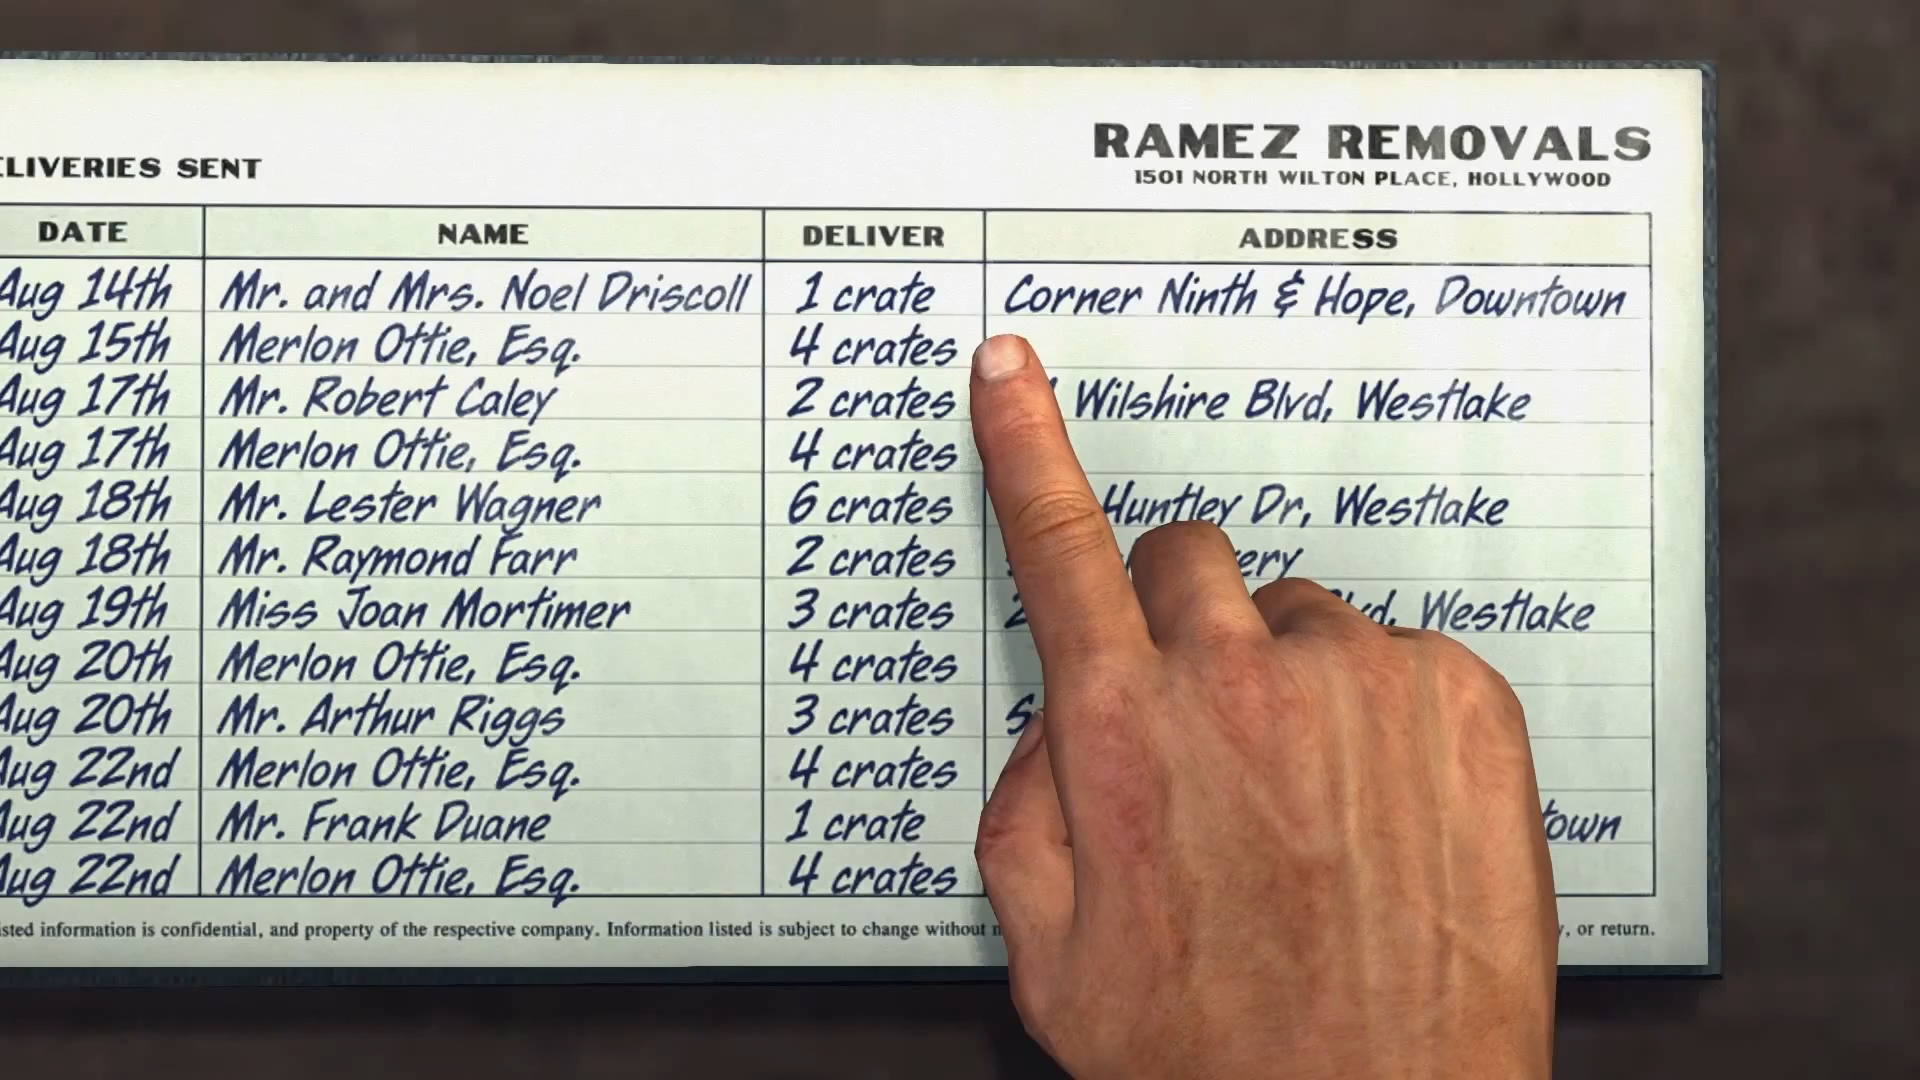 RAMEZ REMOVALS
ELIVERIES SENT
1501 NORTH WILTON PLACE, HOLLYWOOD
DATE NAME DELIVER ADDRESS
Aug 14th Mr. and Mrs. Noel Driscoll 1 crate Corner Ninth & Hope, Downtown
Aug 15th Merlon Ottie, Esq. 4 crates
Aug 17th Mr. Robert Caley 2 crates Wilshire Blvd, Westlake
Aug 17th Merlon Ottie, Esq. 4 crates
Aug 18th Mr. Lester Wagner 6 crates Huntley Dr, Westlake
Aug 18th Mr. Raymond Farr 2 crates
Aug 19th Miss Joan Mortimer 3 crates Westlake
Aug 20th Merlon Ottie, Esq. 4 crates
Aug 20th Mr. Arthur Riggs 3 crates
Aug 22nd Merlon Ottie, Esq. 4 crates
Aug 22nd Mr. Frank Duane 1 crate town
Aug 22nd Merlon Ottie, Esq. 4 crates
isted information is confidential, and property of the respective company. Information listed is subject to change without , or return.